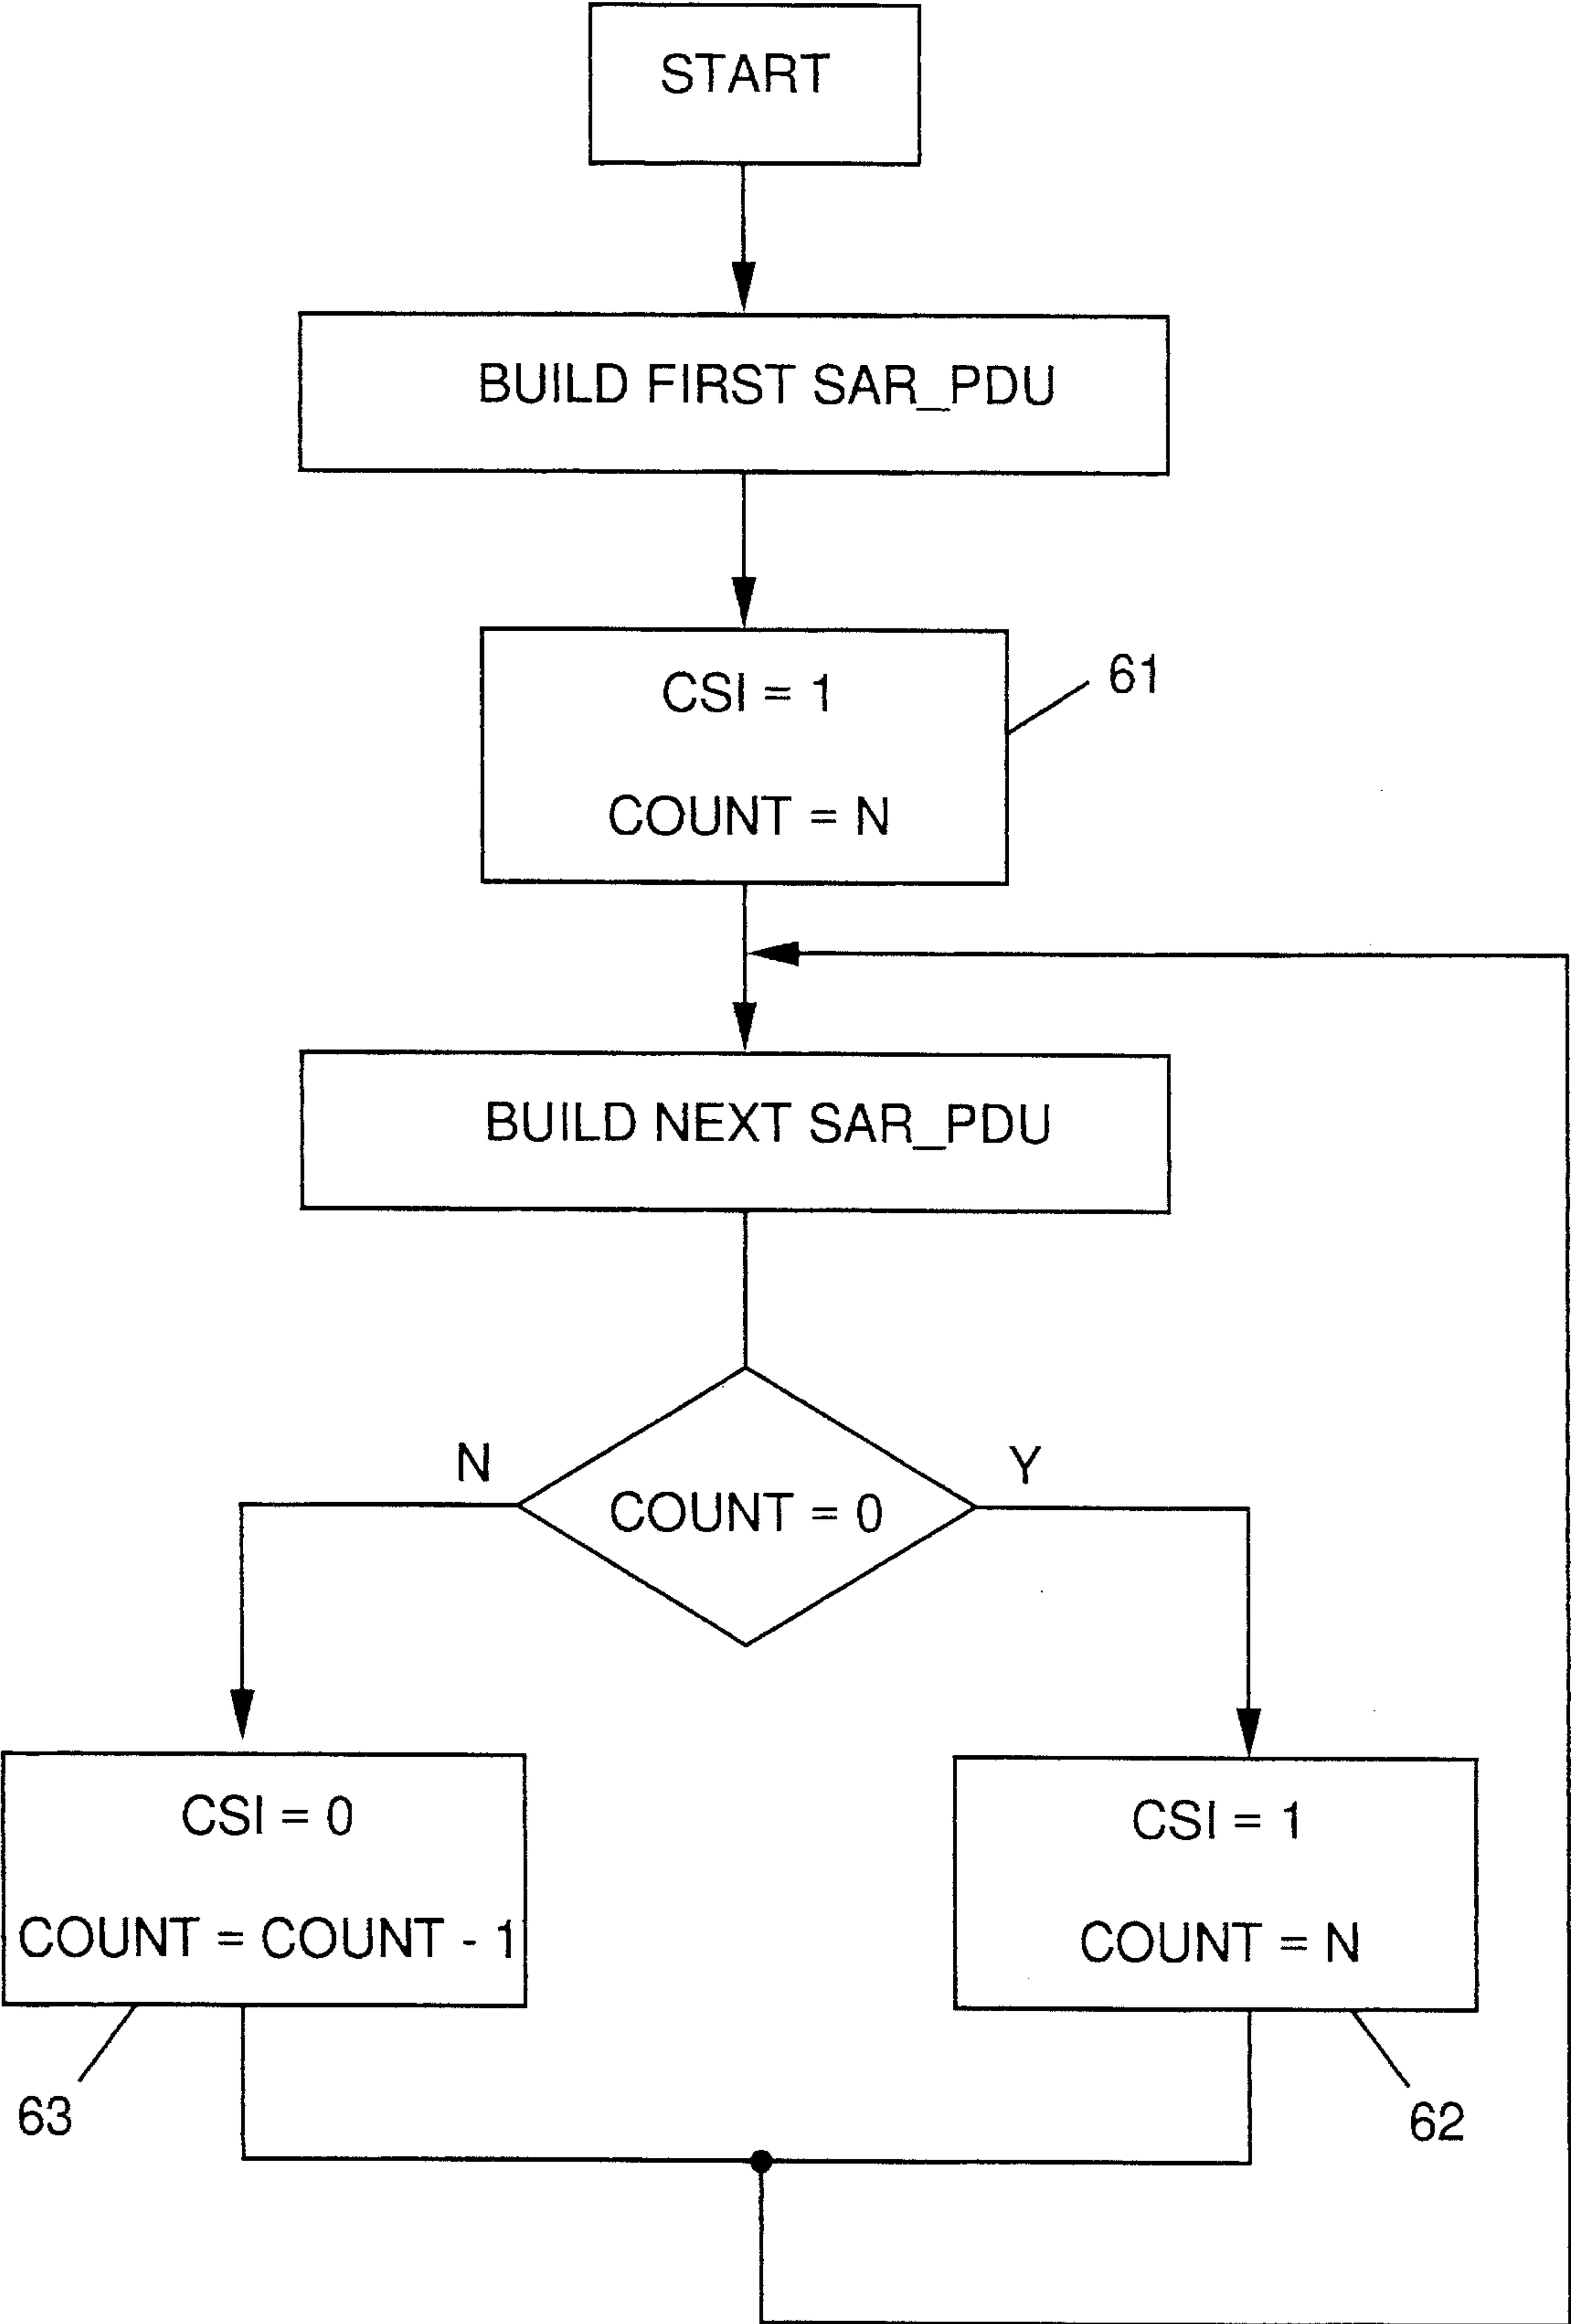 START
BUILD FIRST SAR_PDU
CSI = 1
COUNT = N
61
BUILD NEXT SAR_PDU
N
Y
COUNT = 0
CSI = 0
COUNT = COUNT - 1
CSI = 1
COUNT = N
63
62